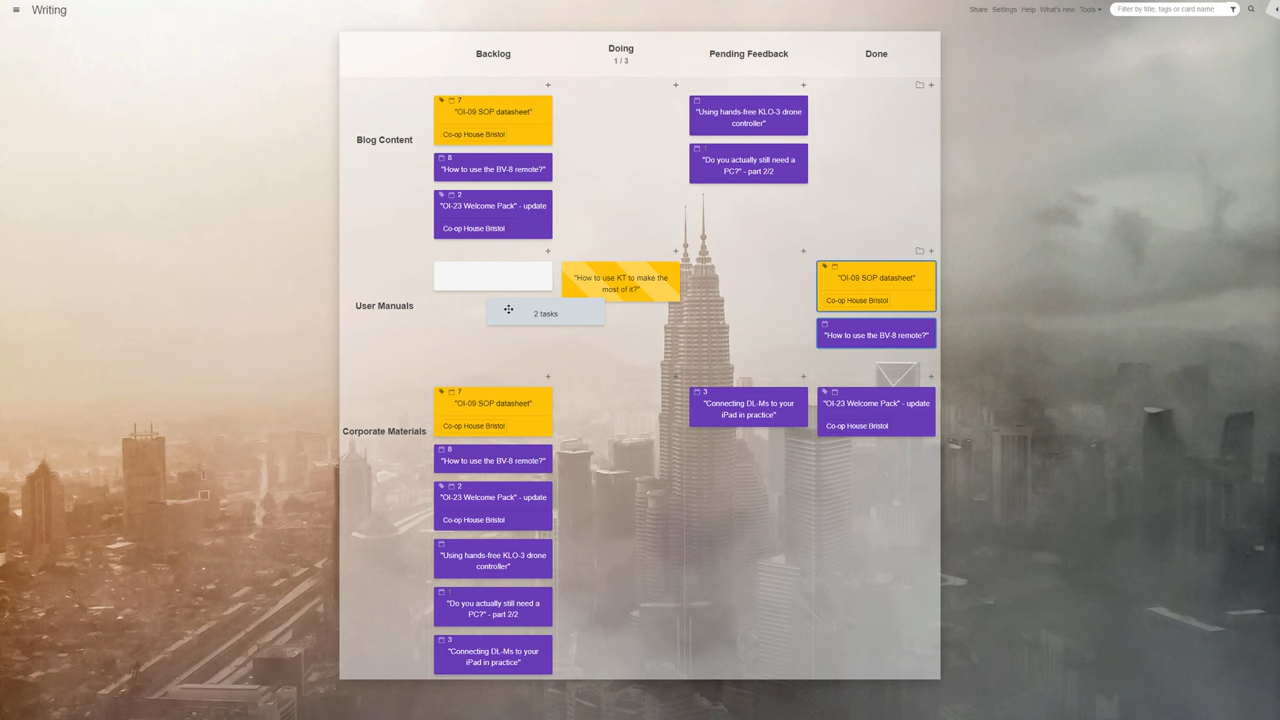 Writing
Share Settings Help What's new Tools
Filter by title, tags or card name
Backlog
Doing
1 / 3
Pending Feedback
Done
Blog Content
7
"OI-09 SOP datasheet"
Co-op House Bristol
8
"How to use the BV-8 remote?"
2
"OI-23 Welcome Pack" - update
Co-op House Bristol
"Using hands-free KLO-3 drone
controller"
1
"Do you actually still need a
PC?" - part 2/2
User Manuals
"How to use KT to make the
most of it?"
2 tasks
"OI-09 SOP datasheet"
Co-op House Bristol
"How to use the BV-8 remote?"
Corporate Materials
7
"OI-09 SOP datasheet"
Co-op House Bristol
8
"How to use the BV-8 remote?"
2
"OI-23 Welcome Pack" - update
Co-op House Bristol
"Using hands-free KLO-3 drone
controller"
1
"Do you actually still need a
PC?" - part 2/2
3
"Connecting DL-Ms to your
iPad in practice"
3
"Connecting DL-Ms to your
iPad in practice"
"OI-23 Welcome Pack" - update
Co-op House Bristol